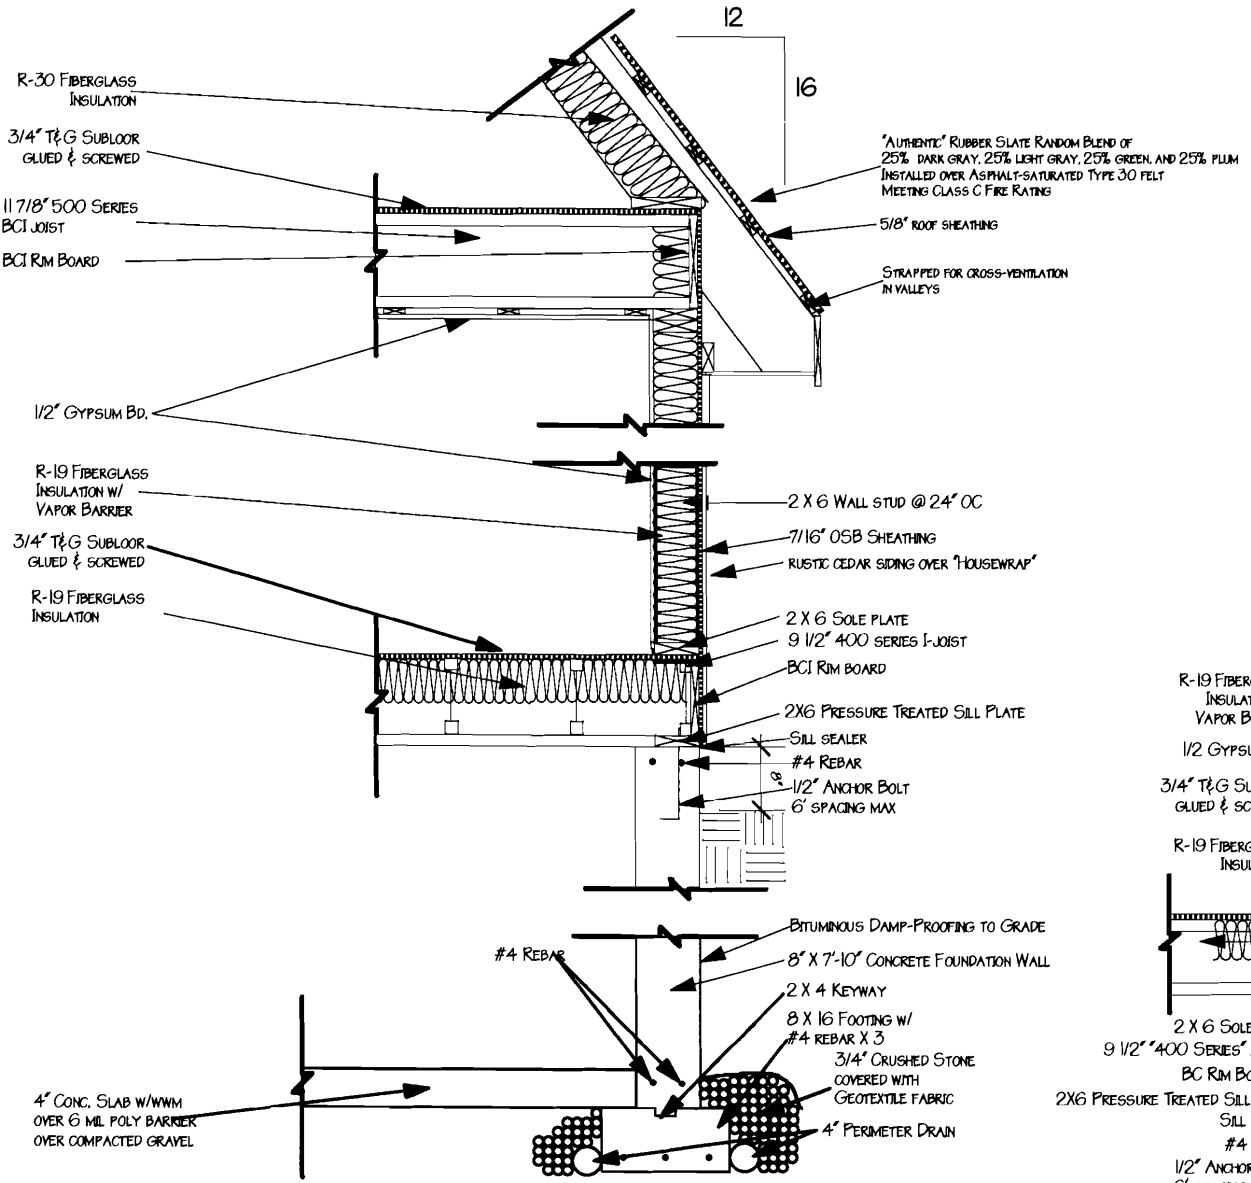 12
16
R-30 Fiberglass
Insulation
3/4" T&G Subloor
glued & screwed
11 7/8" 500 Series
BCI joist
BCI Rim Board
"Authentic" Rubber Slate Random Blend of
25% dark gray, 25% light gray, 25% green, and 25% plum
Installed over Asphalt-saturated Type 30 felt
Meeting Class C Fire Rating
5/8" roof sheathing
Strapped for cross-ventilation
in valleys
1/2" Gypsum Bd.
R-19 Fiberglass
Insulation w/
Vapor Barrier
3/4" T&G Subloor
glued & screwed
R-19 Fiberglass
Insulation
2 X 6 Wall stud @ 24" OC
7/16" OSB Sheathing
rustic cedar siding over "Housewrap"
2 X 6 Sole plate
9 1/2" 400 series I-joist
BCI Rim board
2X6 Pressure Treated Sill Plate
Sill sealer
#4 Rebar
1/2" Anchor Bolt
6' spacing max
8"
#4 Rebar
Bituminous Damp-Proofing to Grade
8" X 7'-10" Concrete Foundation Wall
2 X 4 Keyway
8 X 16 Footing w/
#4 rebar X 3
3/4" Crushed Stone
covered with
Geotextile fabric
4" Perimeter Drain
4" Conc. Slab w/WWM
over 6 mil poly barrier
over compacted gravel
R-19 Fiber
Insulat
Vapor B
1/2 Gypsu
3/4" T&G Su
glued & sc
R-19 Fiberg
Insul
2 X 6 Sole
9 1/2" "400 Series"
BC Rim Bo
2X6 Pressure Treated Sill
Sill
#4
1/2" Anchor